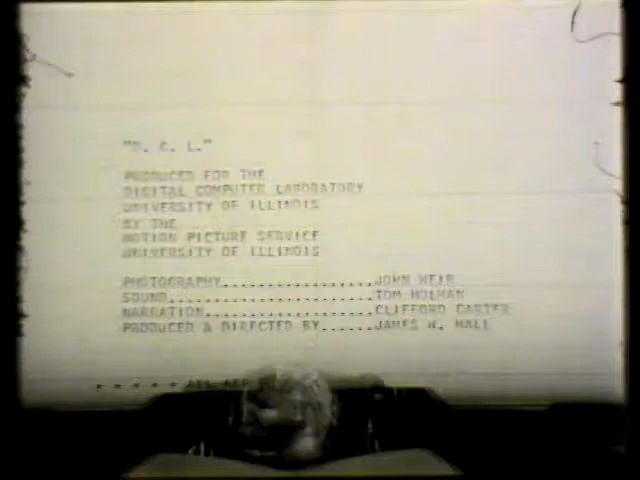 "D. C. L."
PRODUCED FOR THE
DIGITAL COMPUTER LABORATORY
UNIVERSITY OF ILLINOIS
BY THE
MOTION PICTURE SERVICE
UNIVERSITY OF ILLINOIS
PHOTOGRAPHY.................JOHN WEIR
SOUND.......................TOM HOLMAN
NARRATION...................CLIFFORD CARTER
PRODUCED & DIRECTED BY......JAMES W. HALL